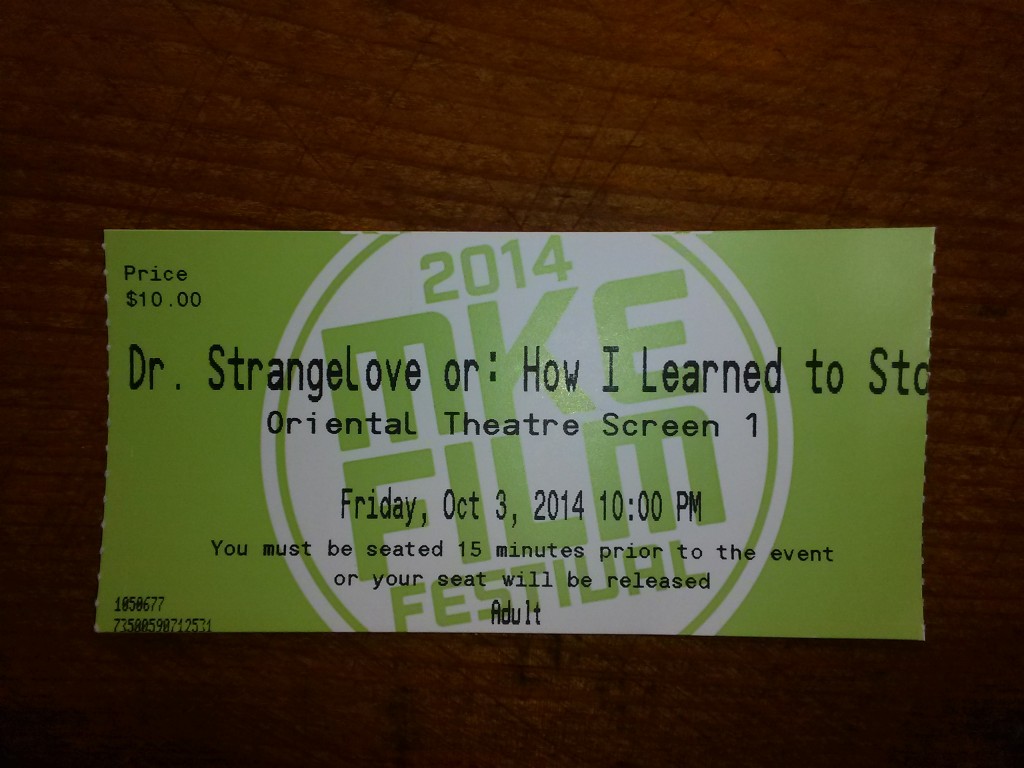 Price
$10.00
2014
MKE
FILM
FESTIVAL
Dr. Strangelove or: How I Learned to Sto
Oriental Theatre Screen 1
Friday, Oct 3, 2014 10:00 PM
You must be seated 15 minutes prior to the event
or your seat will be released
Adult
1050677
73500590712531